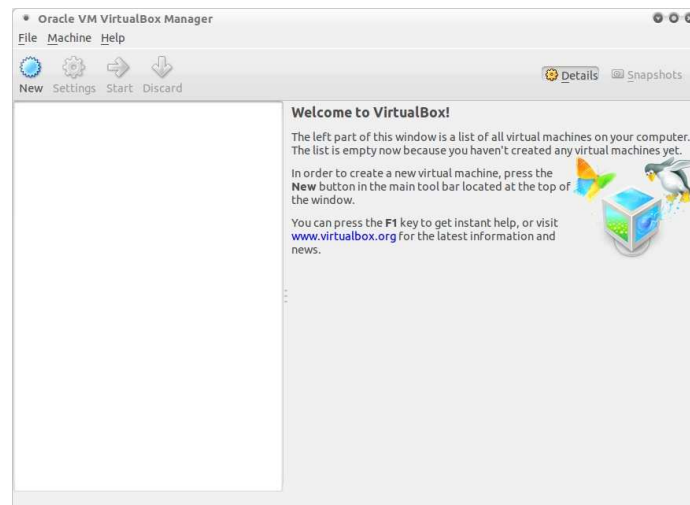 Oracle VM VirtualBox Manager
File Machine Help
New Settings Start Discard
Details Snapshots
Welcome to VirtualBox!
The left part of this window is a list of all virtual machines on your computer.
The list is empty now because you haven't created any virtual machines yet.
In order to create a new virtual machine, press the
New button in the main tool bar located at the top of
the window.
You can press the F1 key to get instant help, or visit
www.virtualbox.org for the latest information and
news.